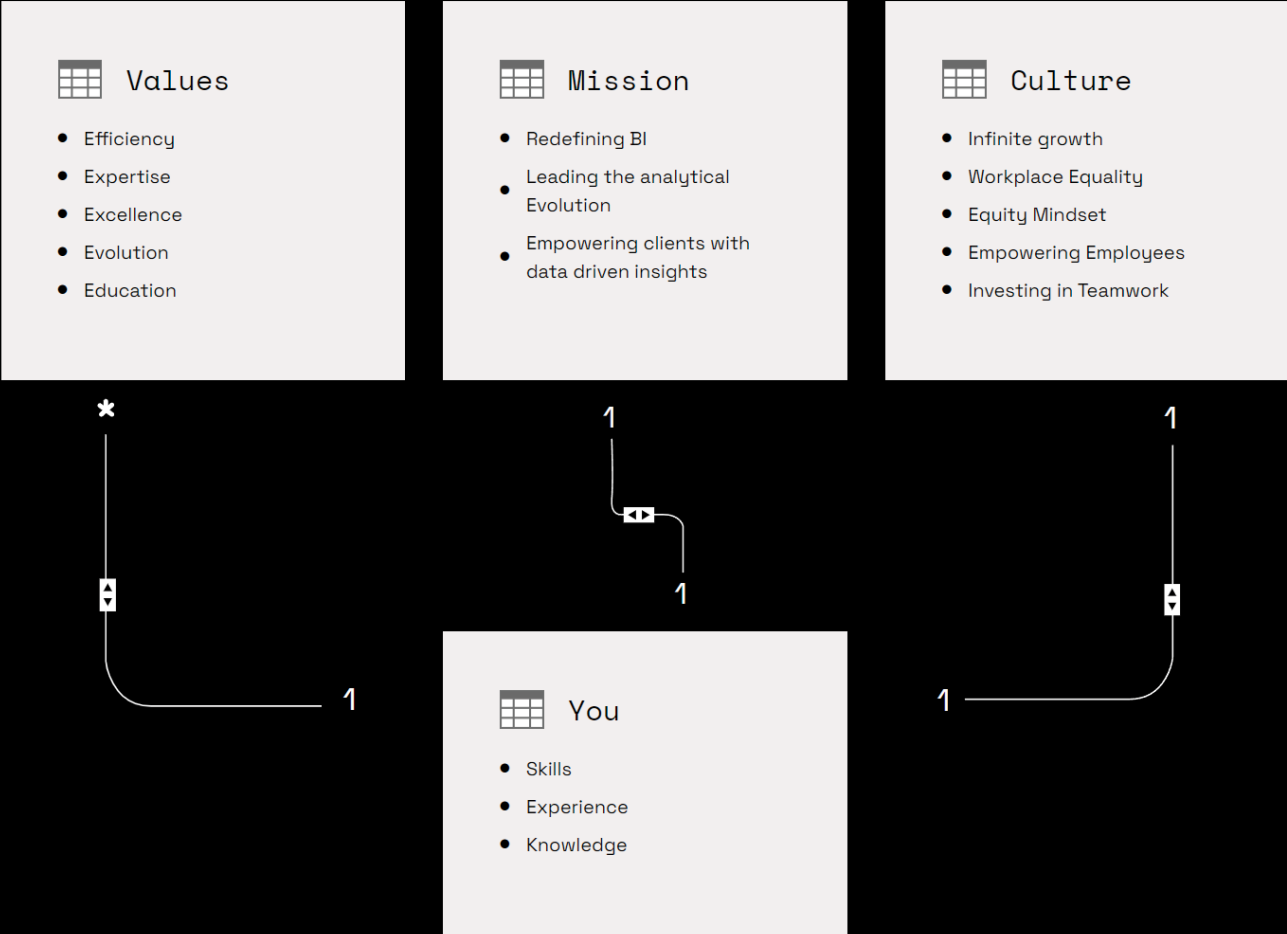 Values
Efficiency
Expertise
Excellence
Evolution
Education
Mission
Redefining BI
Leading the analytical
Evolution
Empowering clients with
data driven insights
Culture
Infinite growth
Workplace Equality
Equity Mindset
Empowering Employees
Investing in Teamwork
*
1
1
1
1
1
You
Skills
Experience
Knowledge